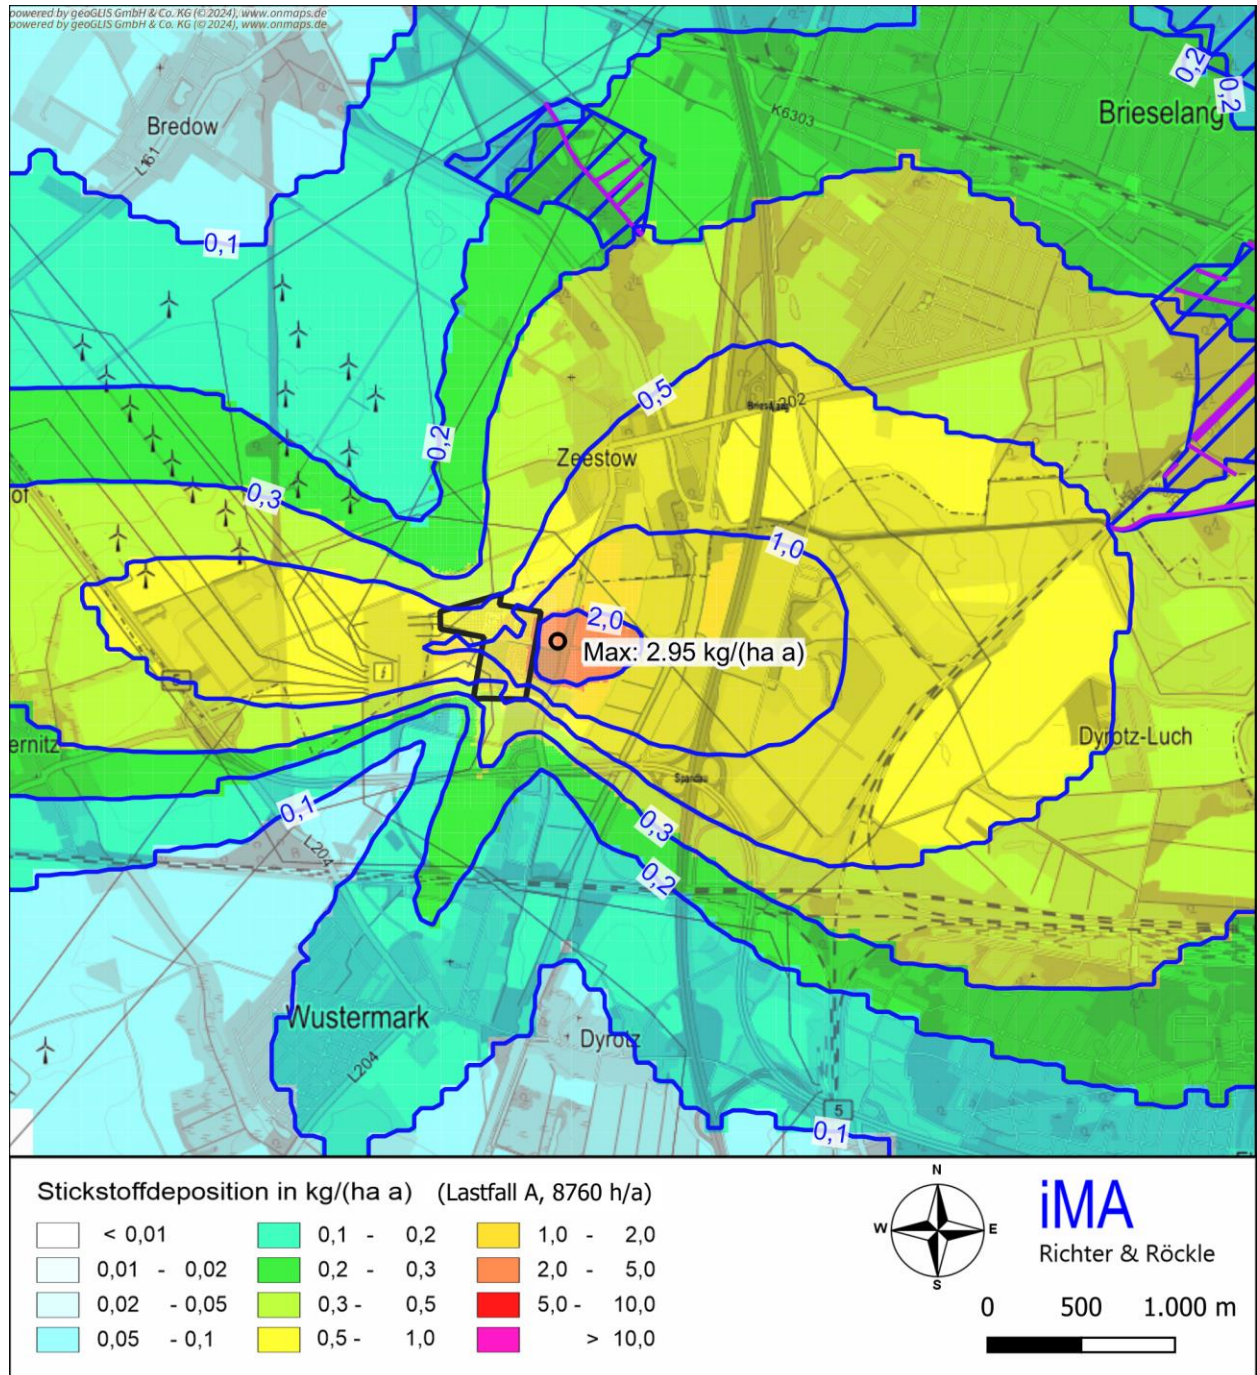 powered by geoGLIS GmbH & Co. KG (©2024), www.onmaps.de
powered by geoGLIS GmbH & Co. KG (©2024), www.onmaps.de
0,2
0,2
Brieselang
K6303
Bredow
L161
0,1
0,5
202
0,2
Zeestow
0,3
of
1,0
2,0
Max: 2.95 kg/(ha a)
5
ernitz
Dyrotz-Luch
Spandau
0,1
0,3
L204
0,2
Wustermark
Dyrotz
L204
5
0,1
Stickstoffdeposition in kg/(ha a) (Lastfall A, 8760 h/a)
< 0,01 0,1 - 0,2 1,0 - 2,0
0,01 - 0,02 0,2 - 0,3 2,0 - 5,0
0,02 - 0,05 0,3 - 0,5 5,0 - 10,0
0,05 - 0,1 0,5 - 1,0 > 10,0
N
W E
S
iMA
Richter & Röckle
0 500 1.000 m